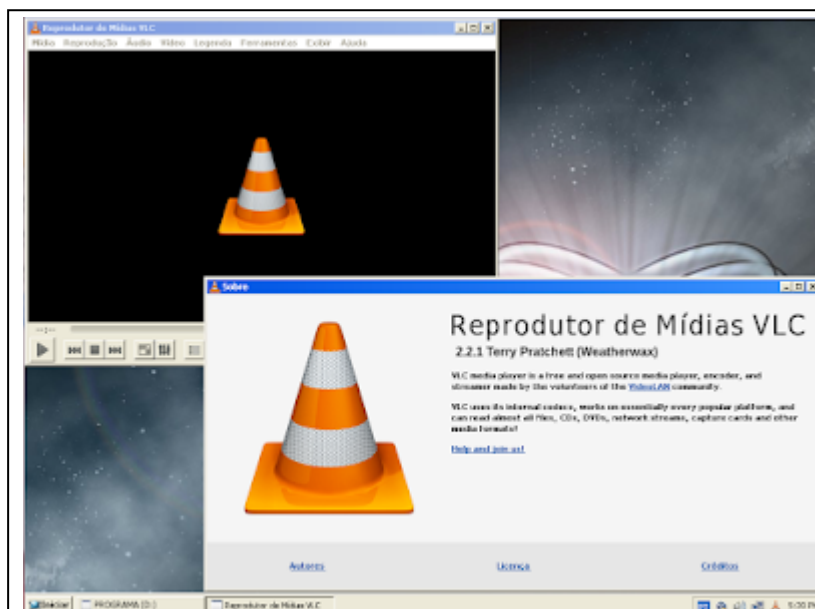 Reprodutor de Mídias VLC
Mídia Reprodução Áudio Vídeo Legenda Ferramentas Exibir Ajuda
--:--
Sobre
Reprodutor de Mídias VLC
2.2.1 Terry Pratchett (Weatherwax)
VLC media player is a free and open source media player, encoder, and
streamer made by the volunteers of the VideoLAN community.
VLC uses its internal codecs, works on essentially every popular platform, and
can read almost all files, CDs, DVDs, network streams, capture cards and other
media formats!
Help and join us!
Autores Licença Créditos
Iniciar PROGRAMA (D:) Reprodutor de Mídias VLC 5:00 PM